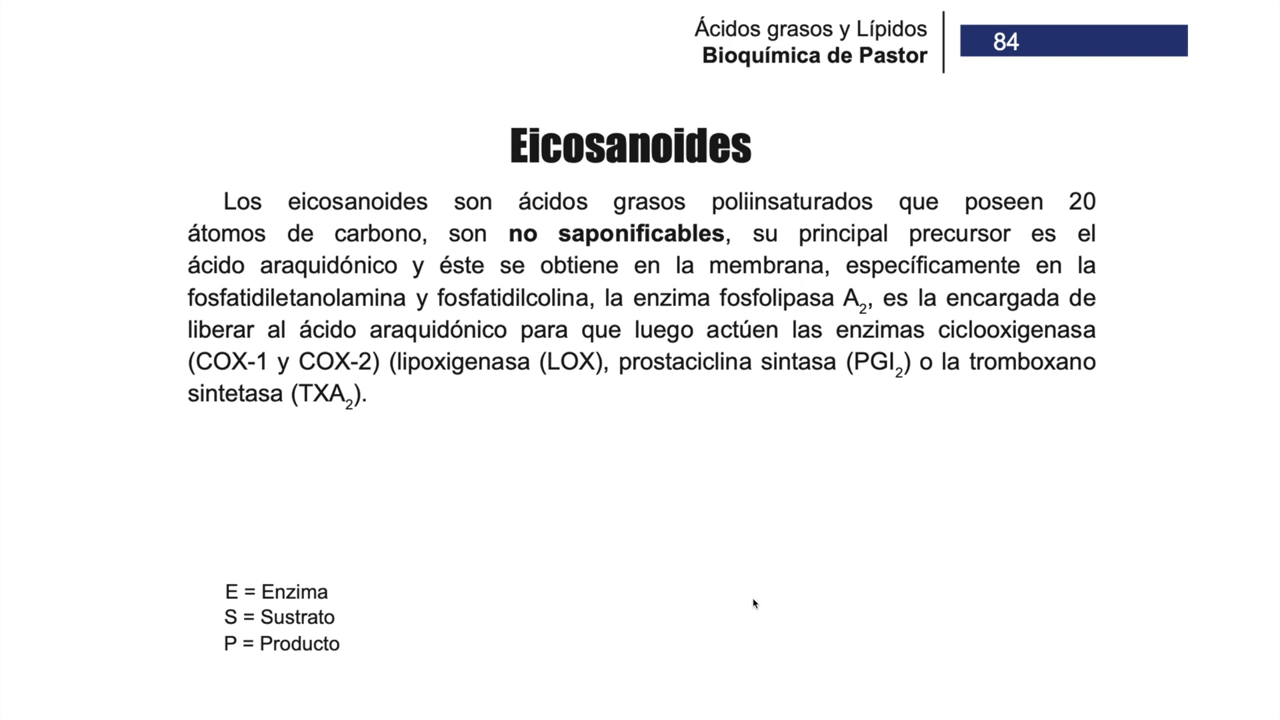 Ácidos grasos y Lípidos
Bioquímica de Pastor
84
Eicosanoides
Los eicosanoides son ácidos grasos poliinsaturados que poseen 20
átomos de carbono, son no saponificables, su principal precursor es el
ácido araquidónico y éste se obtiene en la membrana, específicamente en la
fosfatidiletanolamina y fosfatidilcolina, la enzima fosfolipasa A₂, es la encargada de
liberar al ácido araquidónico para que luego actúen las enzimas ciclooxigenasa
(COX-1 y COX-2) (lipoxigenasa (LOX), prostaciclina sintasa (PGI₂) o la tromboxano
sintetasa (TXA₂).
E = Enzima
S = Sustrato
P = Producto